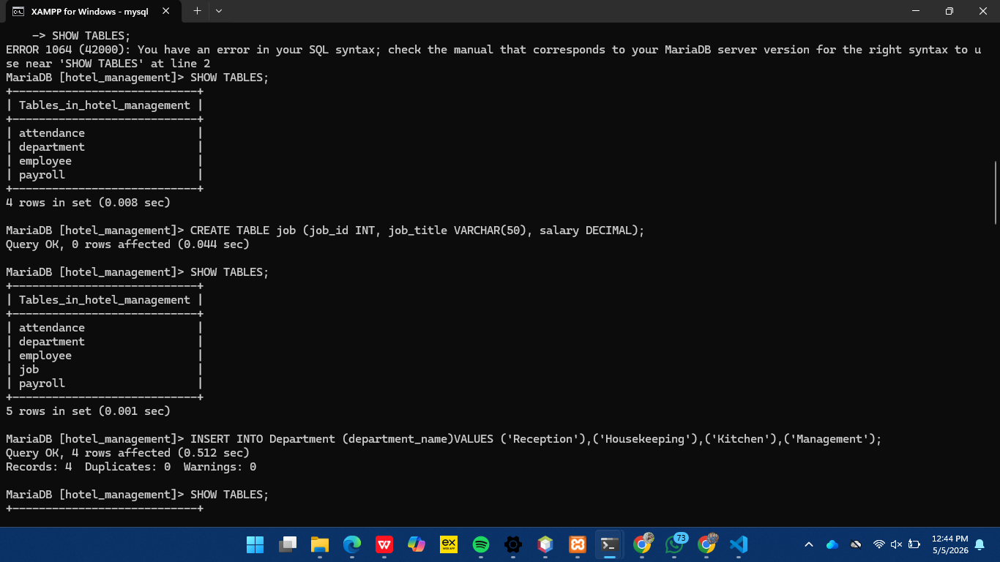 XAMPP for Windows - mysql
    -> SHOW TABLES;
ERROR 1064 (42000): You have an error in your SQL syntax; check the manual that corresponds to your MariaDB server version for the right syntax to u
se near 'SHOW TABLES' at line 2
MariaDB [hotel_management]> SHOW TABLES;
+----------------------------+
| Tables_in_hotel_management |
+----------------------------+
| attendance                 |
| department                 |
| employee                   |
| payroll                    |
+----------------------------+
4 rows in set (0.008 sec)
MariaDB [hotel_management]> CREATE TABLE job (job_id INT, job_title VARCHAR(50), salary DECIMAL);
Query OK, 0 rows affected (0.044 sec)
MariaDB [hotel_management]> SHOW TABLES;
+----------------------------+
| Tables_in_hotel_management |
+----------------------------+
| attendance                 |
| department                 |
| employee                   |
| job                        |
| payroll                    |
+----------------------------+
5 rows in set (0.001 sec)
MariaDB [hotel_management]> INSERT INTO Department (department_name)VALUES ('Reception'),('Housekeeping'),('Kitchen'),('Management');
Query OK, 4 rows affected (0.512 sec)
Records: 4  Duplicates: 0  Warnings: 0
MariaDB [hotel_management]> SHOW TABLES;
+----------------------------+
ex
WEB APP
73
12:44 PM
5/5/2026